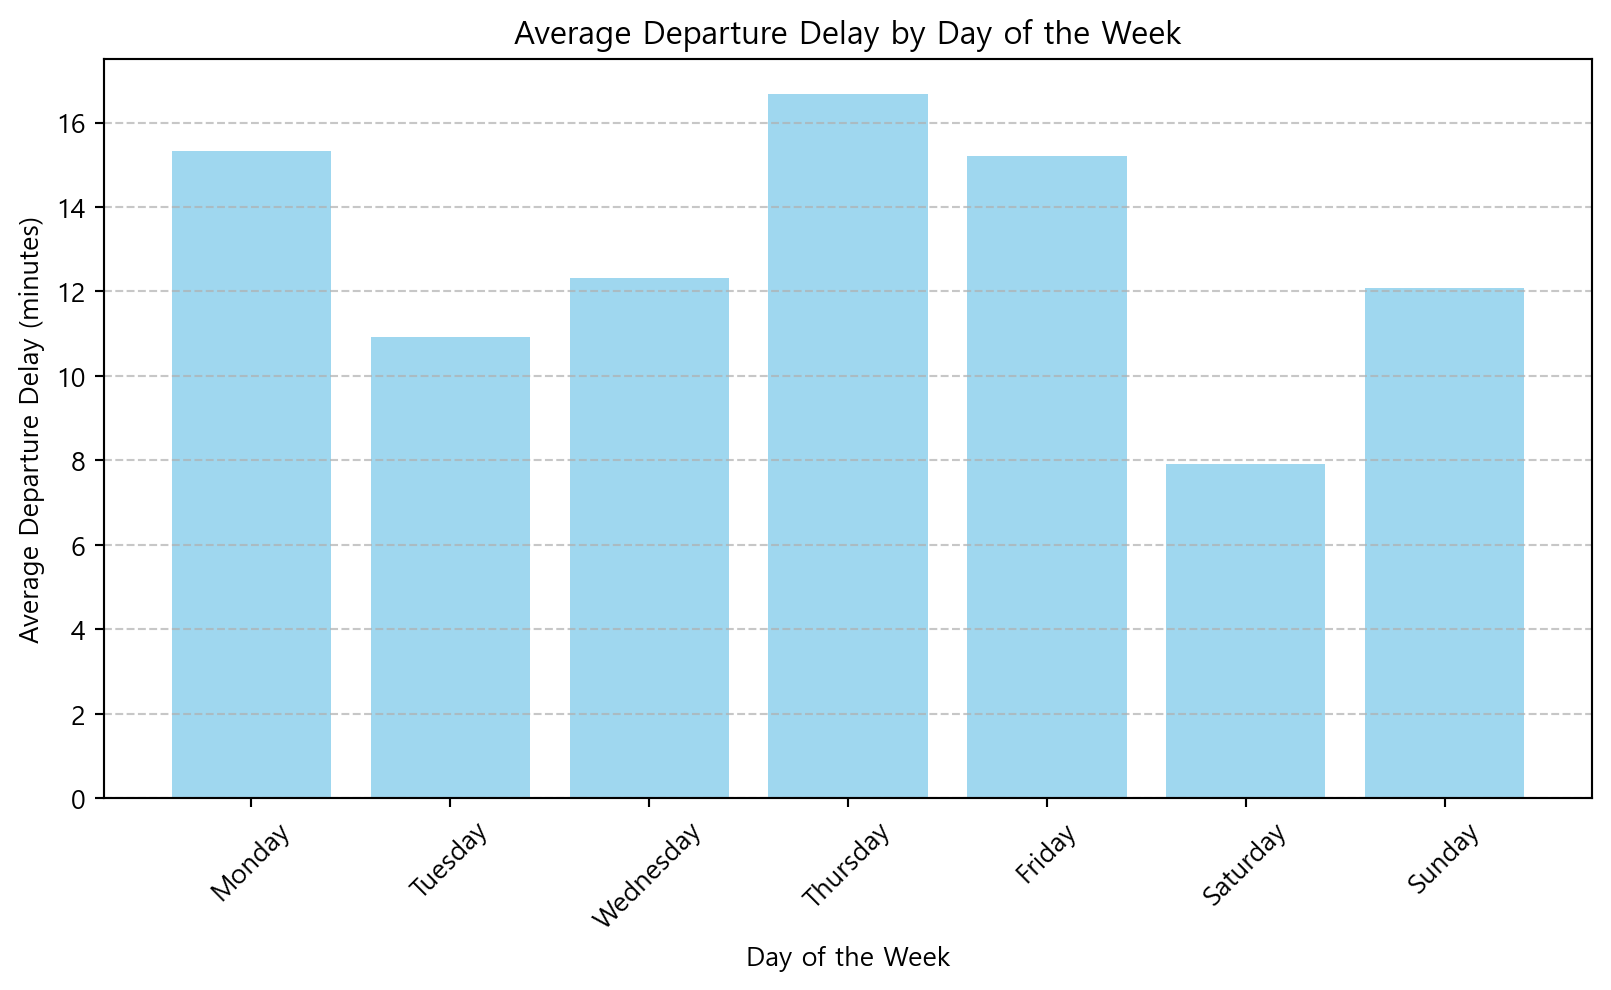 Average Departure Delay by Day of the Week
Average Departure Delay (minutes)
16
14
12
10
8
6
4
2
0
Monday
Tuesday
Wednesday
Thursday
Friday
Saturday
Sunday
Day of the Week